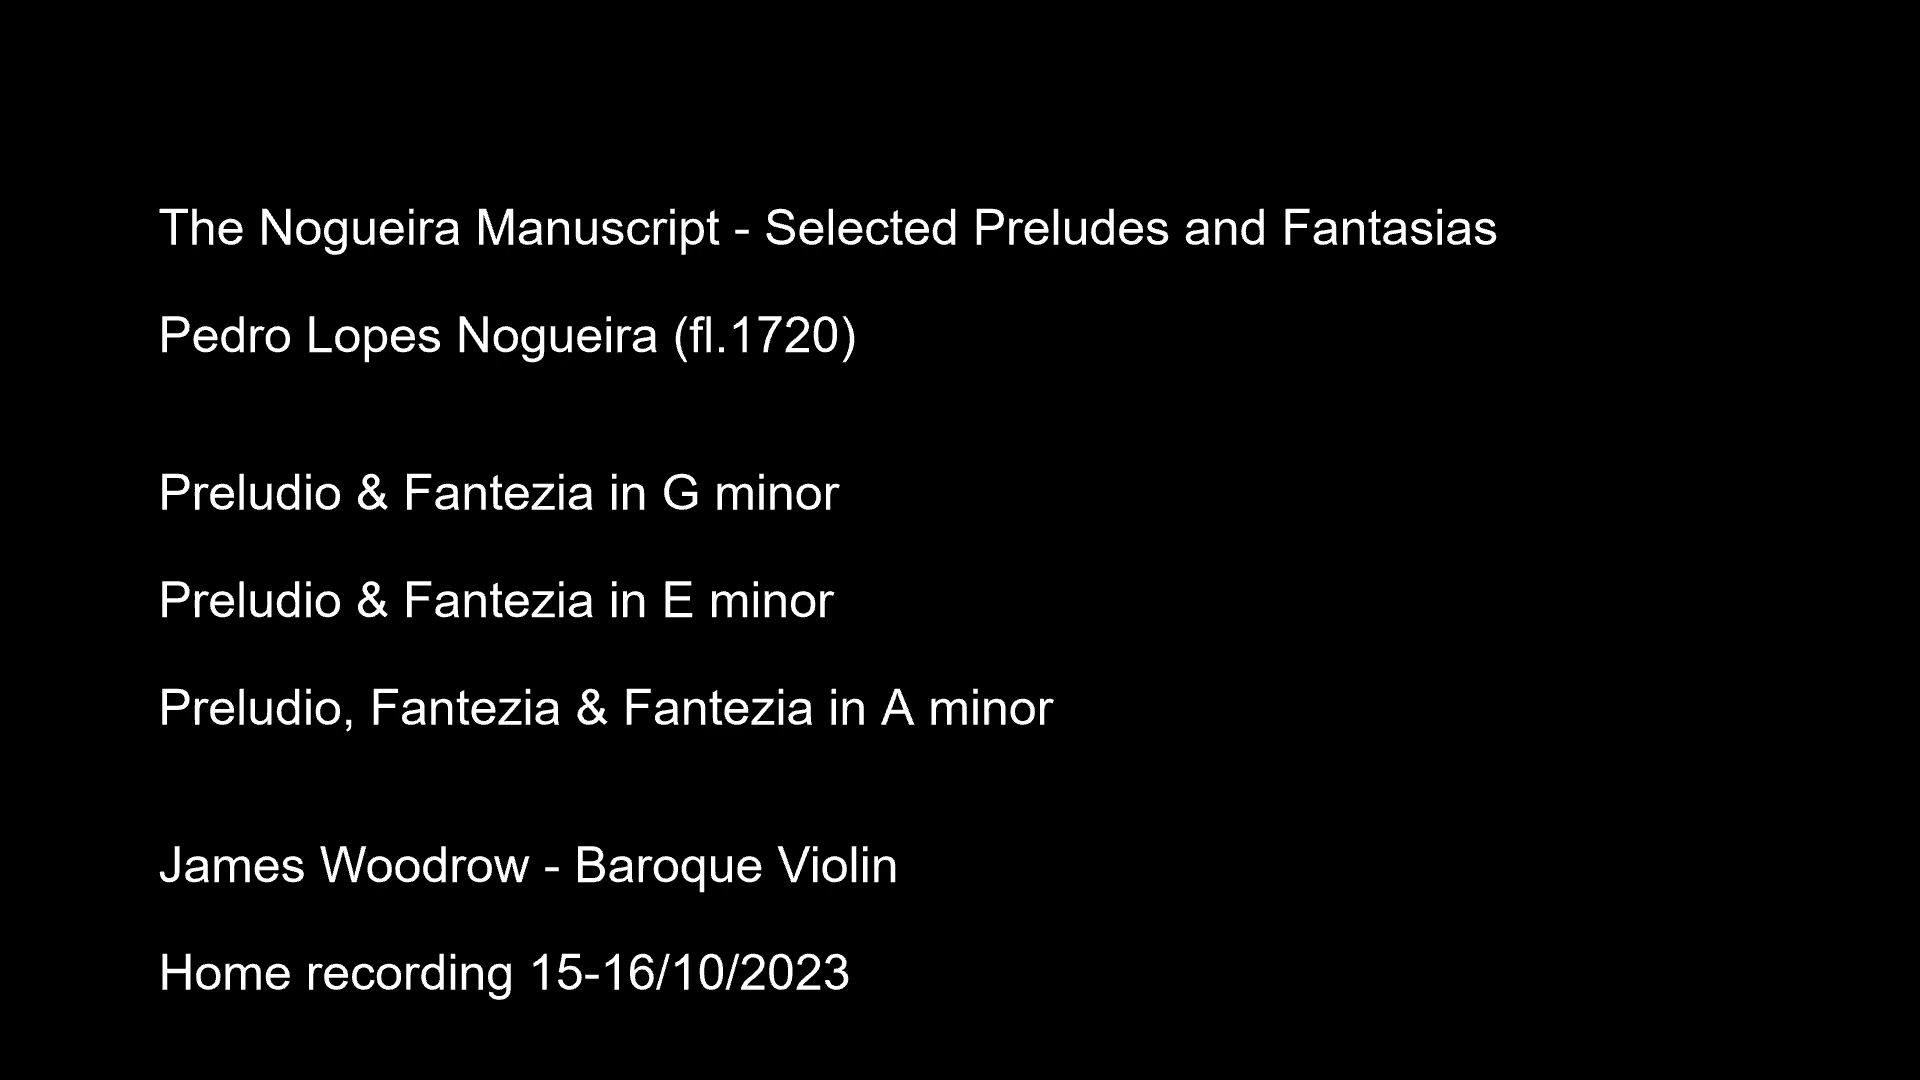 The Nogueira Manuscript - Selected Preludes and Fantasias
Pedro Lopes Nogueira (fl.1720)
Preludio & Fantezia in G minor
Preludio & Fantezia in E minor
Preludio, Fantezia & Fantezia in A minor
James Woodrow - Baroque Violin
Home recording 15-16/10/2023